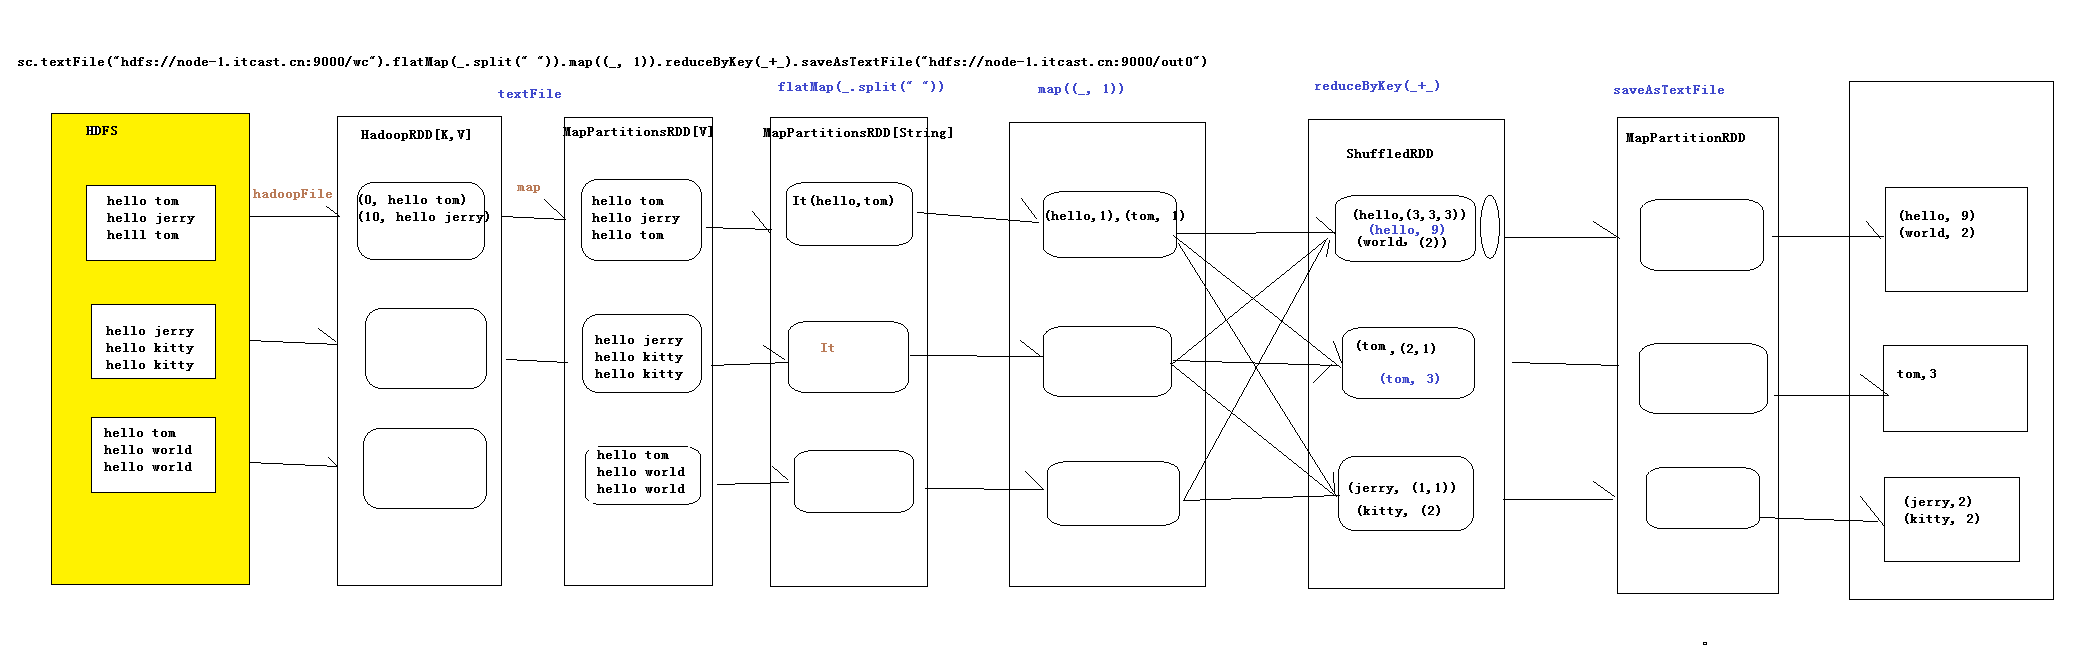 sc.textFile("hdfs://node-1.itcast.cn:9000/wc").flatMap(_.split(" ")).map((_, 1)).reduceByKey(_+_).saveAsTextFile("hdfs://node-1.itcast.cn:9000/out0")
textFile
flatMap(_.split(" "))
map((_, 1))
reduceByKey(_+_)
saveAsTextFile
HDFS
hello tom
hello jerry
helll tom
hello jerry
hello kitty
hello kitty
hello tom
hello world
hello world
hadoopFile
HadoopRDD[K,V]
(0, hello tom)
(10, hello jerry)
map
MapPartitionsRDD[V]
hello tom
hello jerry
hello tom
hello jerry
hello kitty
hello kitty
hello tom
hello world
hello world
MapPartitionsRDD[String]
It(hello,tom)
It
(hello,1),(tom, 1)
ShuffledRDD
(hello,(3,3,3))
(hello, 9)
(world, (2))
(tom,(2,1)
(tom, 3)
(jerry, (1,1))
(kitty, (2)
MapPartitionRDD
(hello, 9)
(world, 2)
tom,3
(jerry,2)
(kitty, 2)